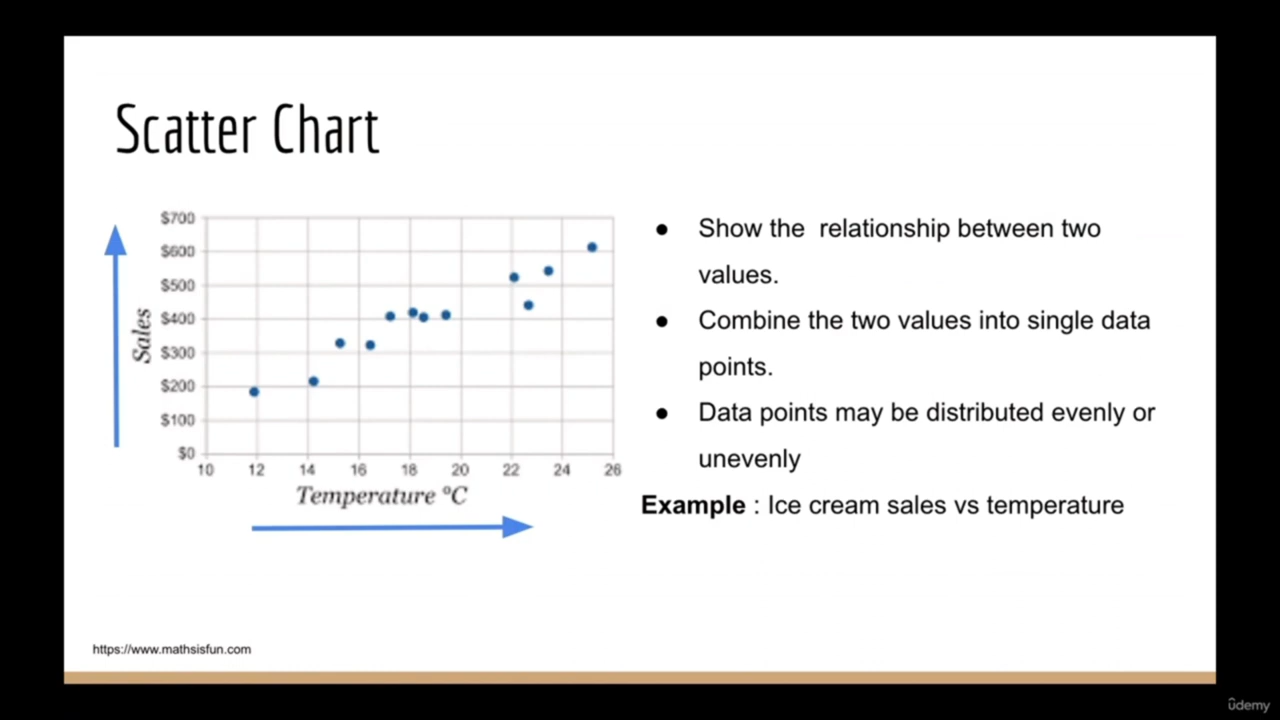 Scatter Chart
$700
$600
$500
$400
$300
$200
$100
$0
Sales
10 12 14 16 18 20 22 24 26
Temperature °C
● Show the relationship between two
values.
● Combine the two values into single data
points.
● Data points may be distributed evenly or
unevenly
Example : Ice cream sales vs temperature
https://www.mathsisfun.com
ûdemy